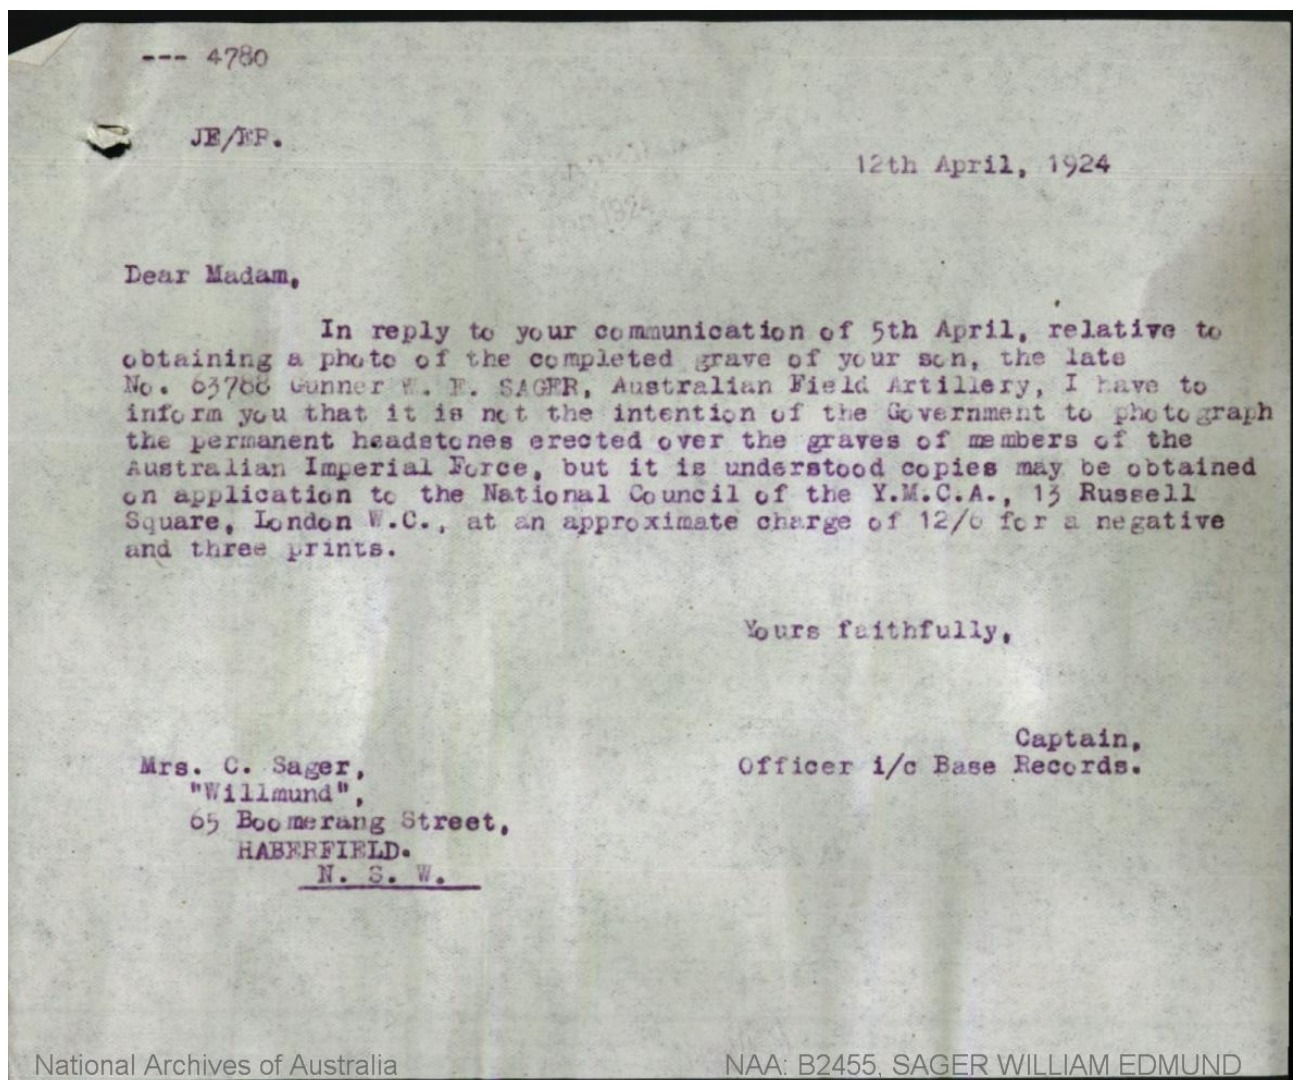 --- 4780
JE/EP.
12th April, 1924
1924
Dear Madam,
In reply to your communication of 5th April, relative to
obtaining a photo of the completed grave of your son, the late
No. 63768 Gunner W. E. SAGER, Australian Field Artillery, I have to
inform you that it is not the intention of the Government to photograph
the permanent headstones erected over the graves of members of the
Australian Imperial Force, but it is understood copies may be obtained
on application to the National Council of the Y.M.C.A., 13 Russell
Square, London W.C., at an approximate charge of 12/6 for a negative
and three prints.
Yours faithfully,
Captain,
Officer i/c Base Records.
Mrs. C. Sager,
"Willmund",
65 Boomerang Street,
HABERFIELD.
N. S. W.
National Archives of Australia
NAA: B2455, SAGER WILLIAM EDMUND